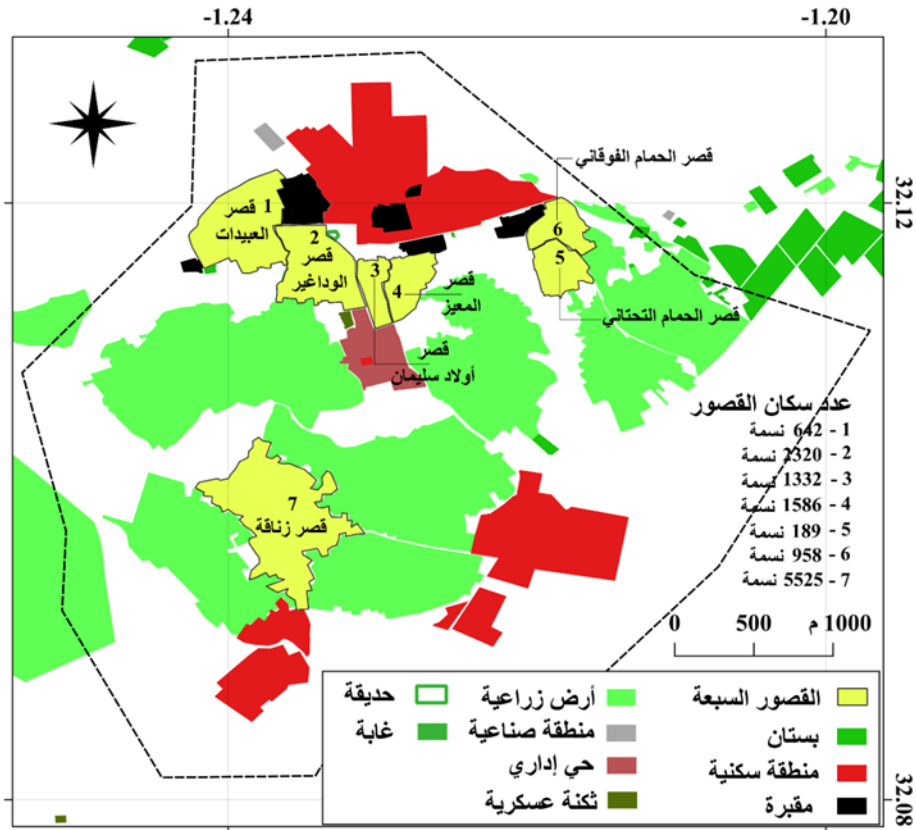 -1.24
-1.20
32.12
32.08
قصر الحمام الفوقاني
1 قصر
العبيدات
2
قصر
الوداغير
3
4
قصر
المعيز
6
5
قصر الحمام التحتاني
قصر
أولاد سليمان
7
قصر زناقة
عدد سكان القصور
1 - 642 نسمة
2 - 2320 نسمة
3 - 1332 نسمة
4 - 1586 نسمة
5 - 189 نسمة
6 - 958 نسمة
7 - 5525 نسمة
0 500 1000 م
القصور السبعة
بستان
منطقة سكنية
مقبرة
أرض زراعية
منطقة صناعية
حي إداري
ثكنة عسكرية
حديقة
غابة